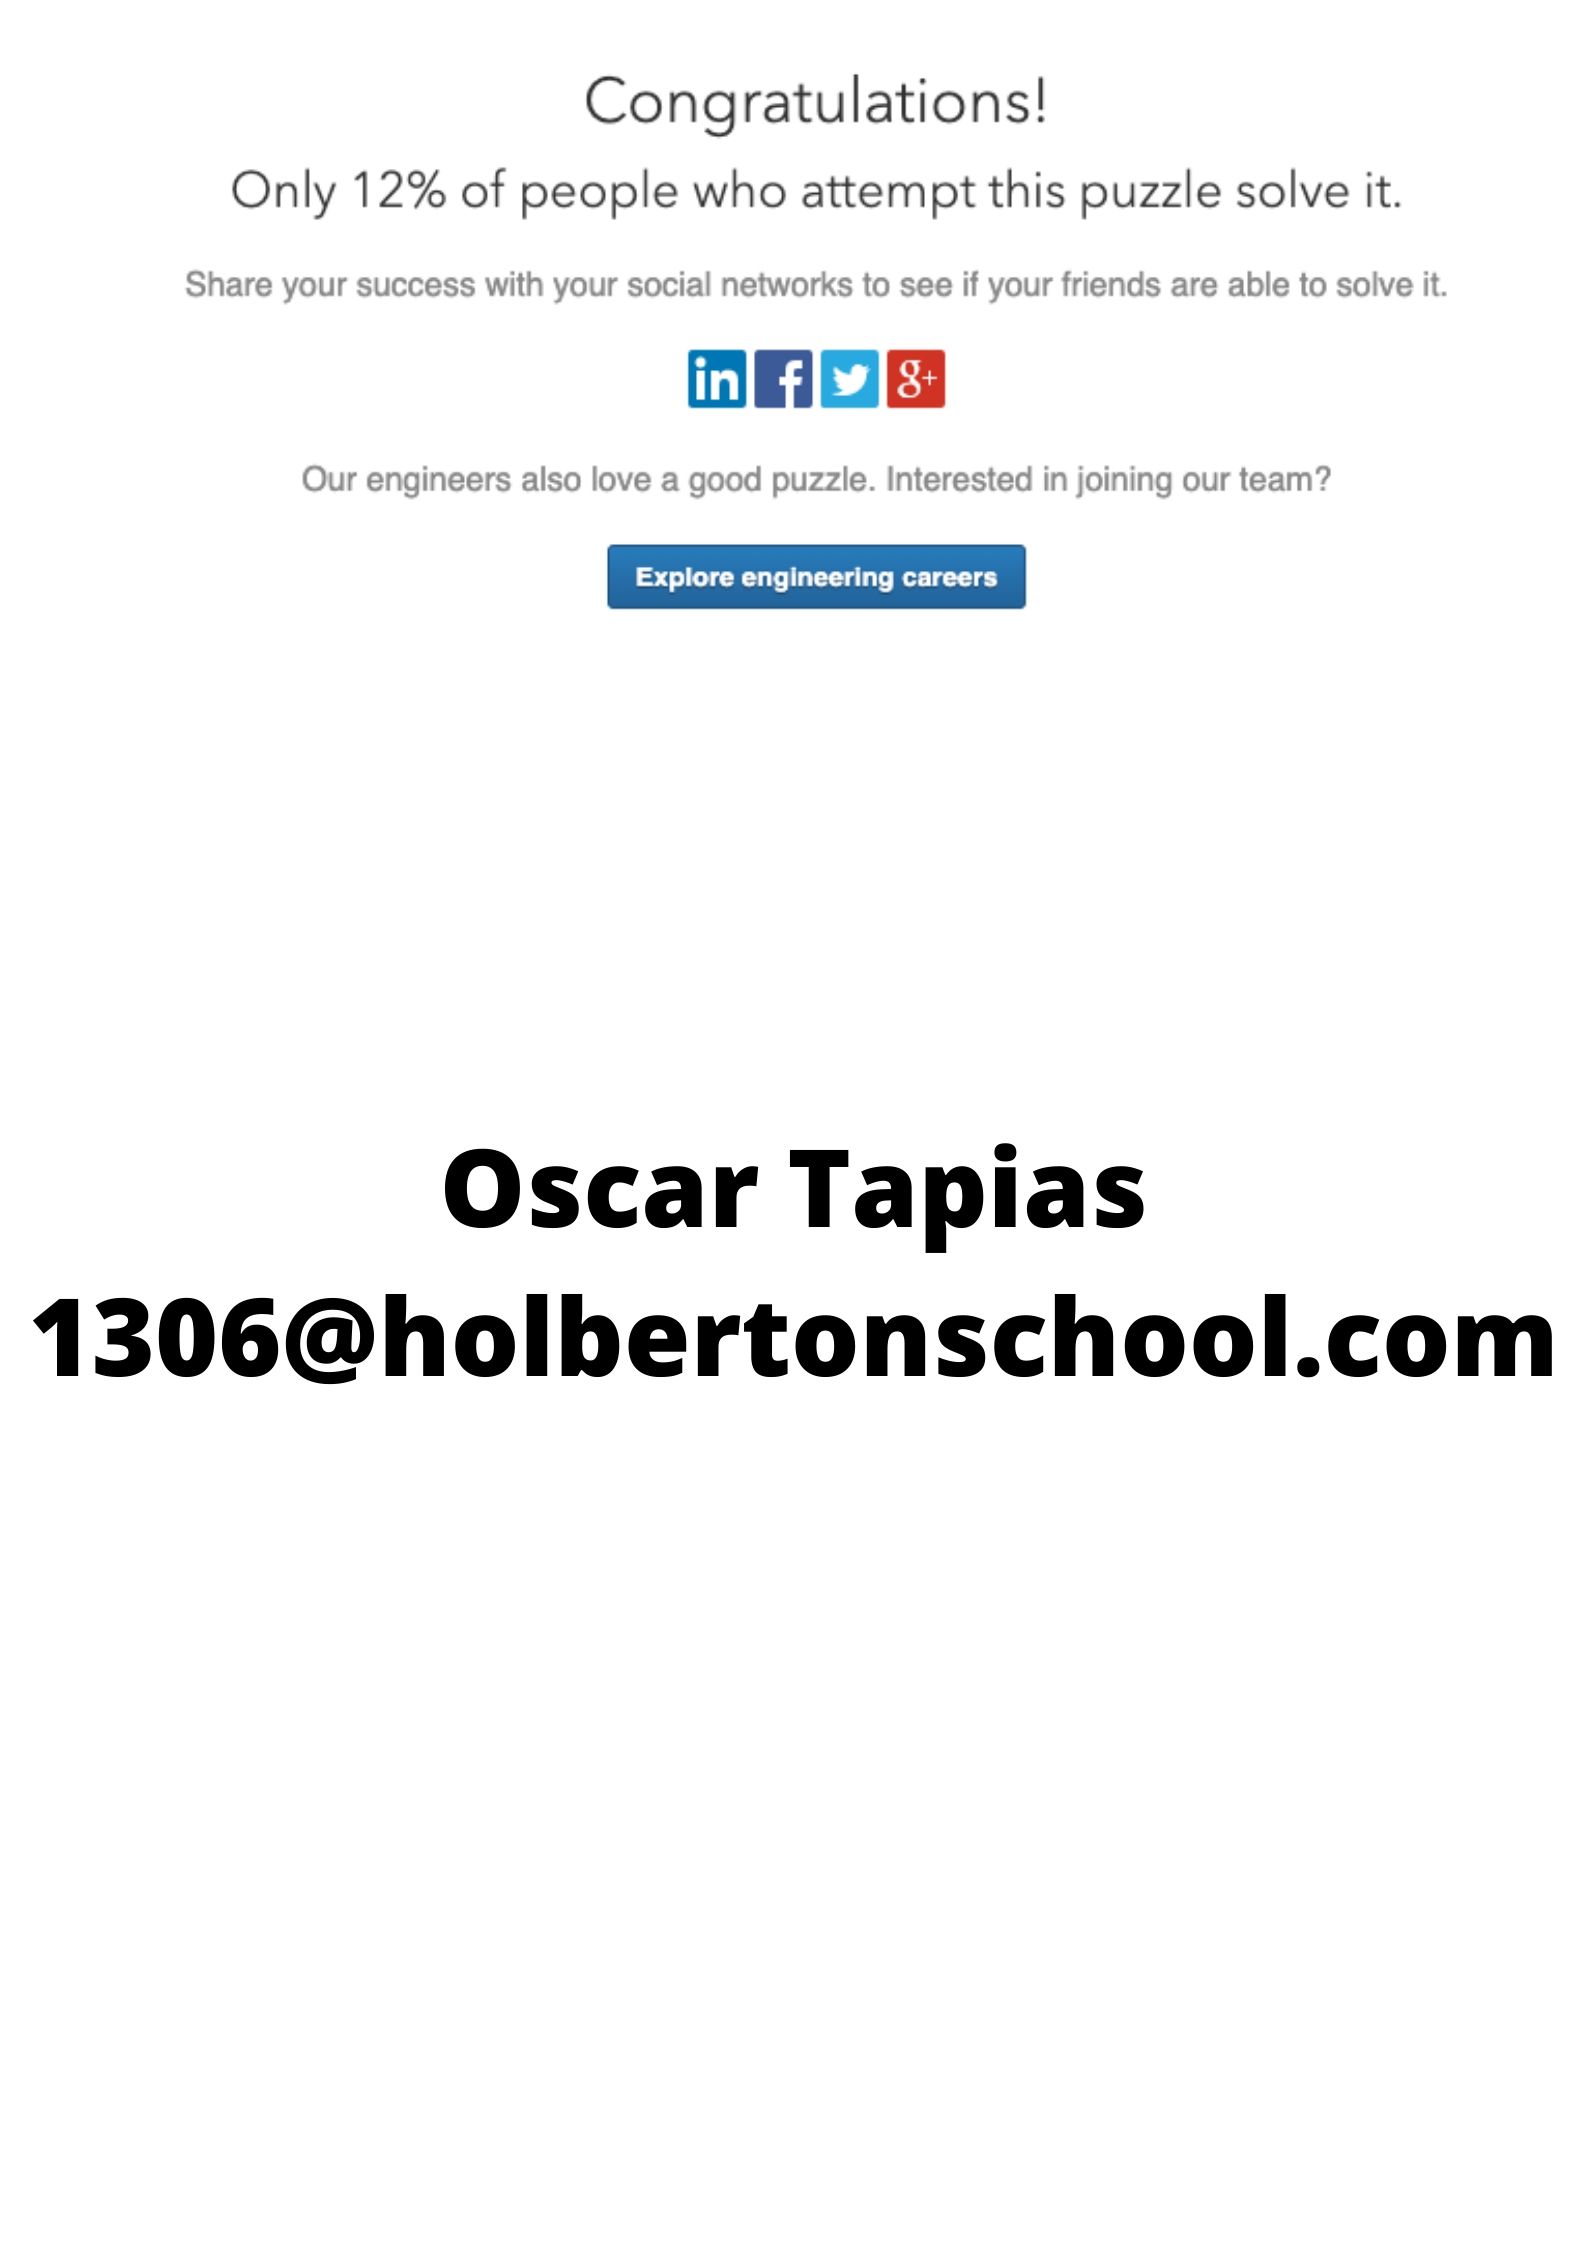 Congratulations!
Only 12% of people who attempt this puzzle solve it.
Share your success with your social networks to see if your friends are able to solve it.
in f g+
Our engineers also love a good puzzle. Interested in joining our team?
Explore engineering careers
Oscar Tapias
1306@holbertonschool.com